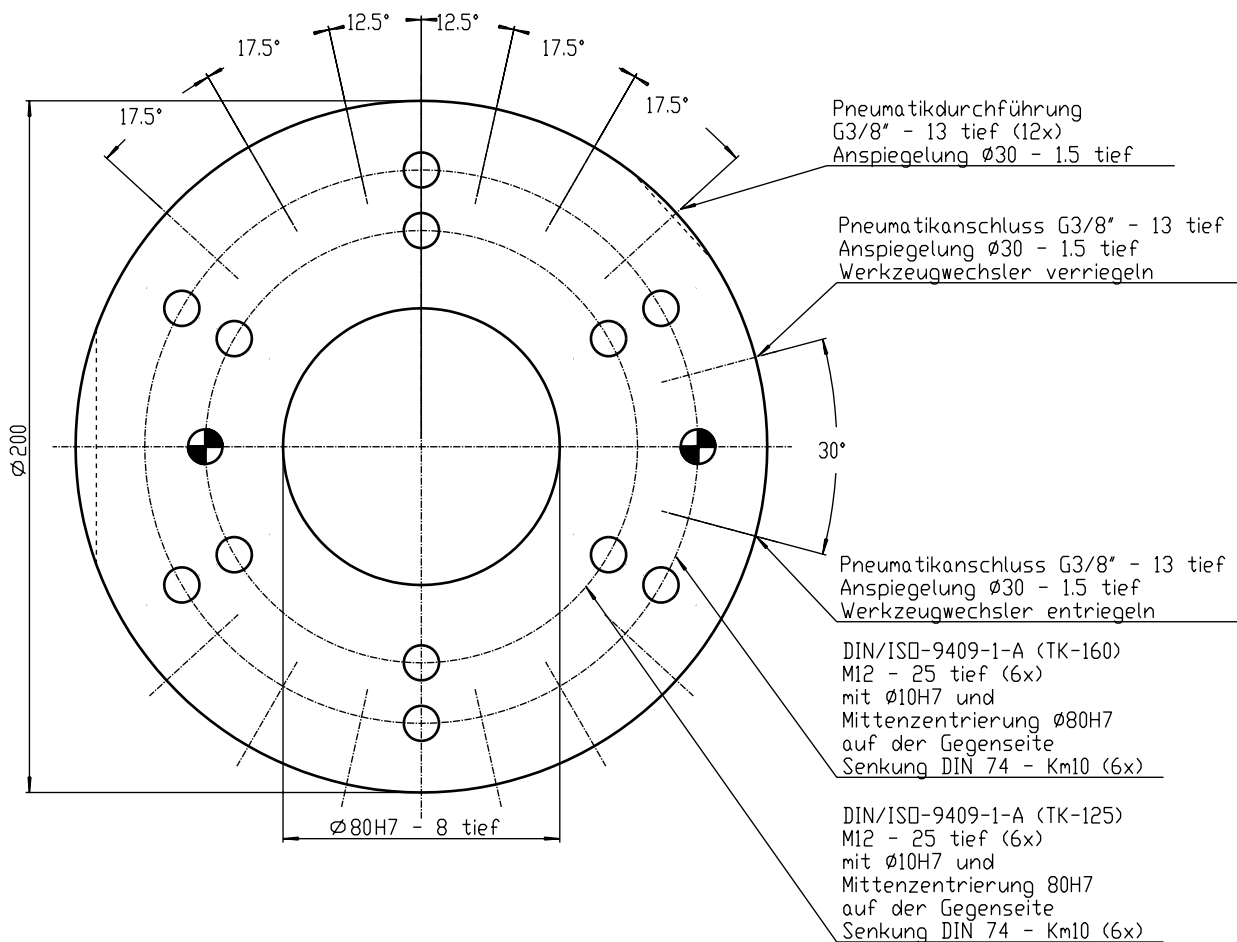 12.5°
12.5°
17.5°
17.5°
17.5°
17.5°
Pneumatikdurchführung
G3/8" - 13 tief (12x)
Anspiegelung Ø30 - 1.5 tief
Pneumatikanschluss G3/8" - 13 tief
Anspiegelung Ø30 - 1.5 tief
Werkzeugwechsler verriegeln
Ø200
30°
Pneumatikanschluss G3/8" - 13 tief
Anspiegelung Ø30 - 1.5 tief
Werkzeugwechsler entriegeln
DIN/ISO-9409-1-A (TK-160)
M12 - 25 tief (6x)
mit Ø10H7 und
Mittenzentrierung Ø80H7
auf der Gegenseite
Senkung DIN 74 - Km10 (6x)
Ø80H7 - 8 tief
DIN/ISO-9409-1-A (TK-125)
M12 - 25 tief (6x)
mit Ø10H7 und
Mittenzentrierung 80H7
auf der Gegenseite
Senkung DIN 74 - Km10 (6x)